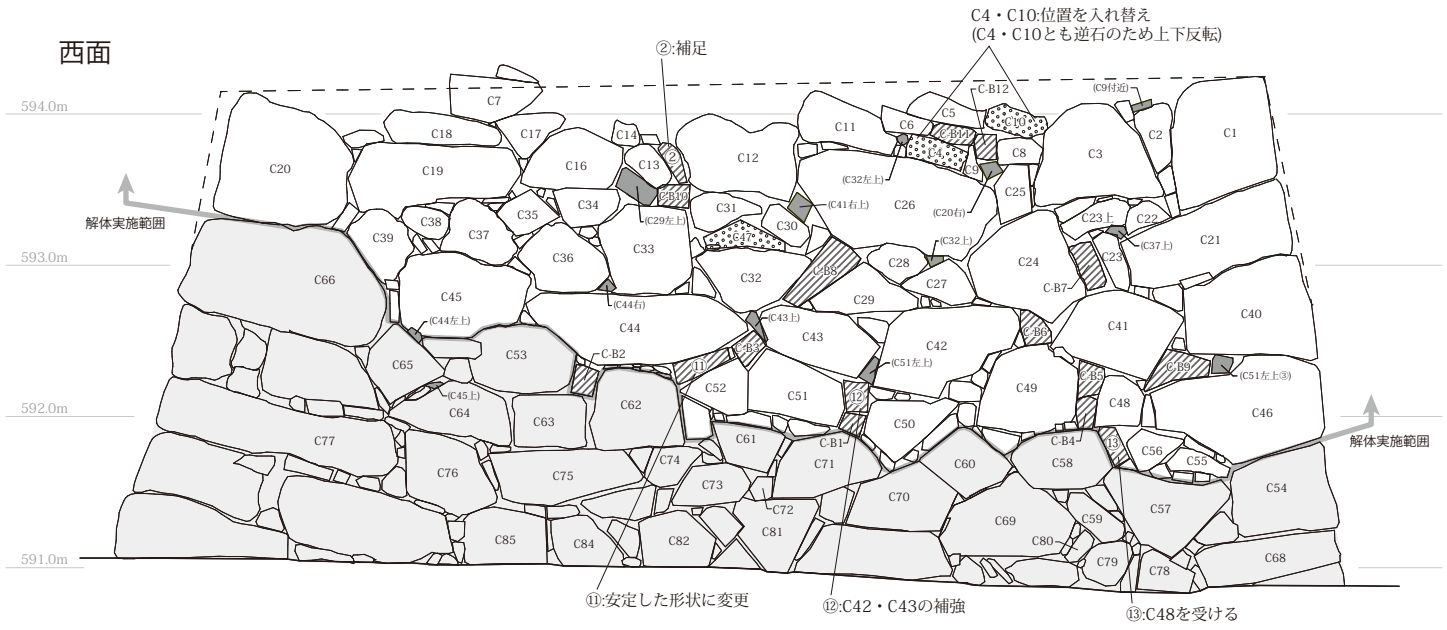 C4・C10:位置を入れ替え
(C4・C10とも逆石のため上下反転)
西面
②:補足
594.0m
593.0m
592.0m
591.0m
解体実施範囲
解体実施範囲
C7
C18
C17
C14
C13
②
C12
C11
C6
C5
C-B11
C-B12
C10
(C9付近)
C2
C1
C20
C19
C16
C4
C8
C9
C3
(C32左上)
C-B10
(C29左上)
C34
C35
C38
C37
C39
C33
C31
C30
(C41右上)
C26
(C20右)
C25
C23上
C22
(C37上)
C21
C47
C36
C32
C-B8
C28
(C32上)
C27
C24
C23
C-B7
C66
C45
(C44右)
C29
C40
(C44左上)
C44
(C43上)
C43
C42
C-B6
C41
C65
C53
C-B2
⑪
C-B3
(C51左上)
C-B5
C-B9
(C51左上③)
(C45上)
C52
C51
⑫
C49
C48
C46
C64
C63
C62
C50
C-B1
C-B4
C77
C61
C71
C60
C58
⑬
C56
C55
C76
C75
C74
C73
C72
C70
C57
C54
C85
C84
C82
C81
C69
C59
C80
C79
C78
C68
⑪:安定した形状に変更
⑫:C42・C43の補強
⑬:C48を受ける